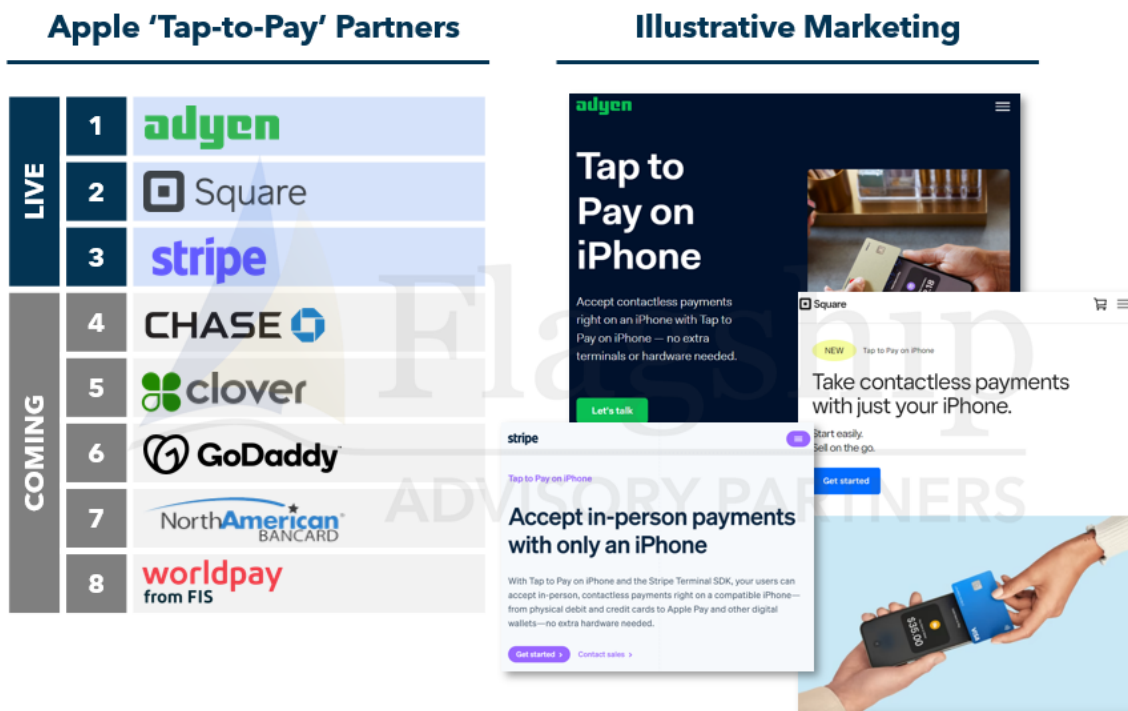 Apple ‘Tap-to-Pay’ Partners
LIVE
1
adyen
2
Square
3
stripe
COMING
4
CHASE
5
clover
6
GoDaddy
7
NorthAmerican
BANCARD
8
worldpay
from FIS
Illustrative Marketing
adyen
Tap to
Pay on
iPhone
Accept contactless payments
right on an iPhone with Tap to
Pay on iPhone — no extra
terminals or hardware needed.
Let's talk
Square
NEW
Tap to Pay on iPhone
Take contactless payments
with just your iPhone.
Start easily.
Sell on the go.
Get started
$35.00
VISA
stripe
Tap to Pay on iPhone
Accept in-person payments
with only an iPhone
With Tap to Pay on iPhone and the Stripe Terminal SDK, your users can
accept in-person, contactless payments right on a compatible iPhone—
from physical debit and credit cards to Apple Pay and other digital
wallets—no extra hardware needed.
Get started >
Contact sales >
Flagship
ADVISORY PARTNERS